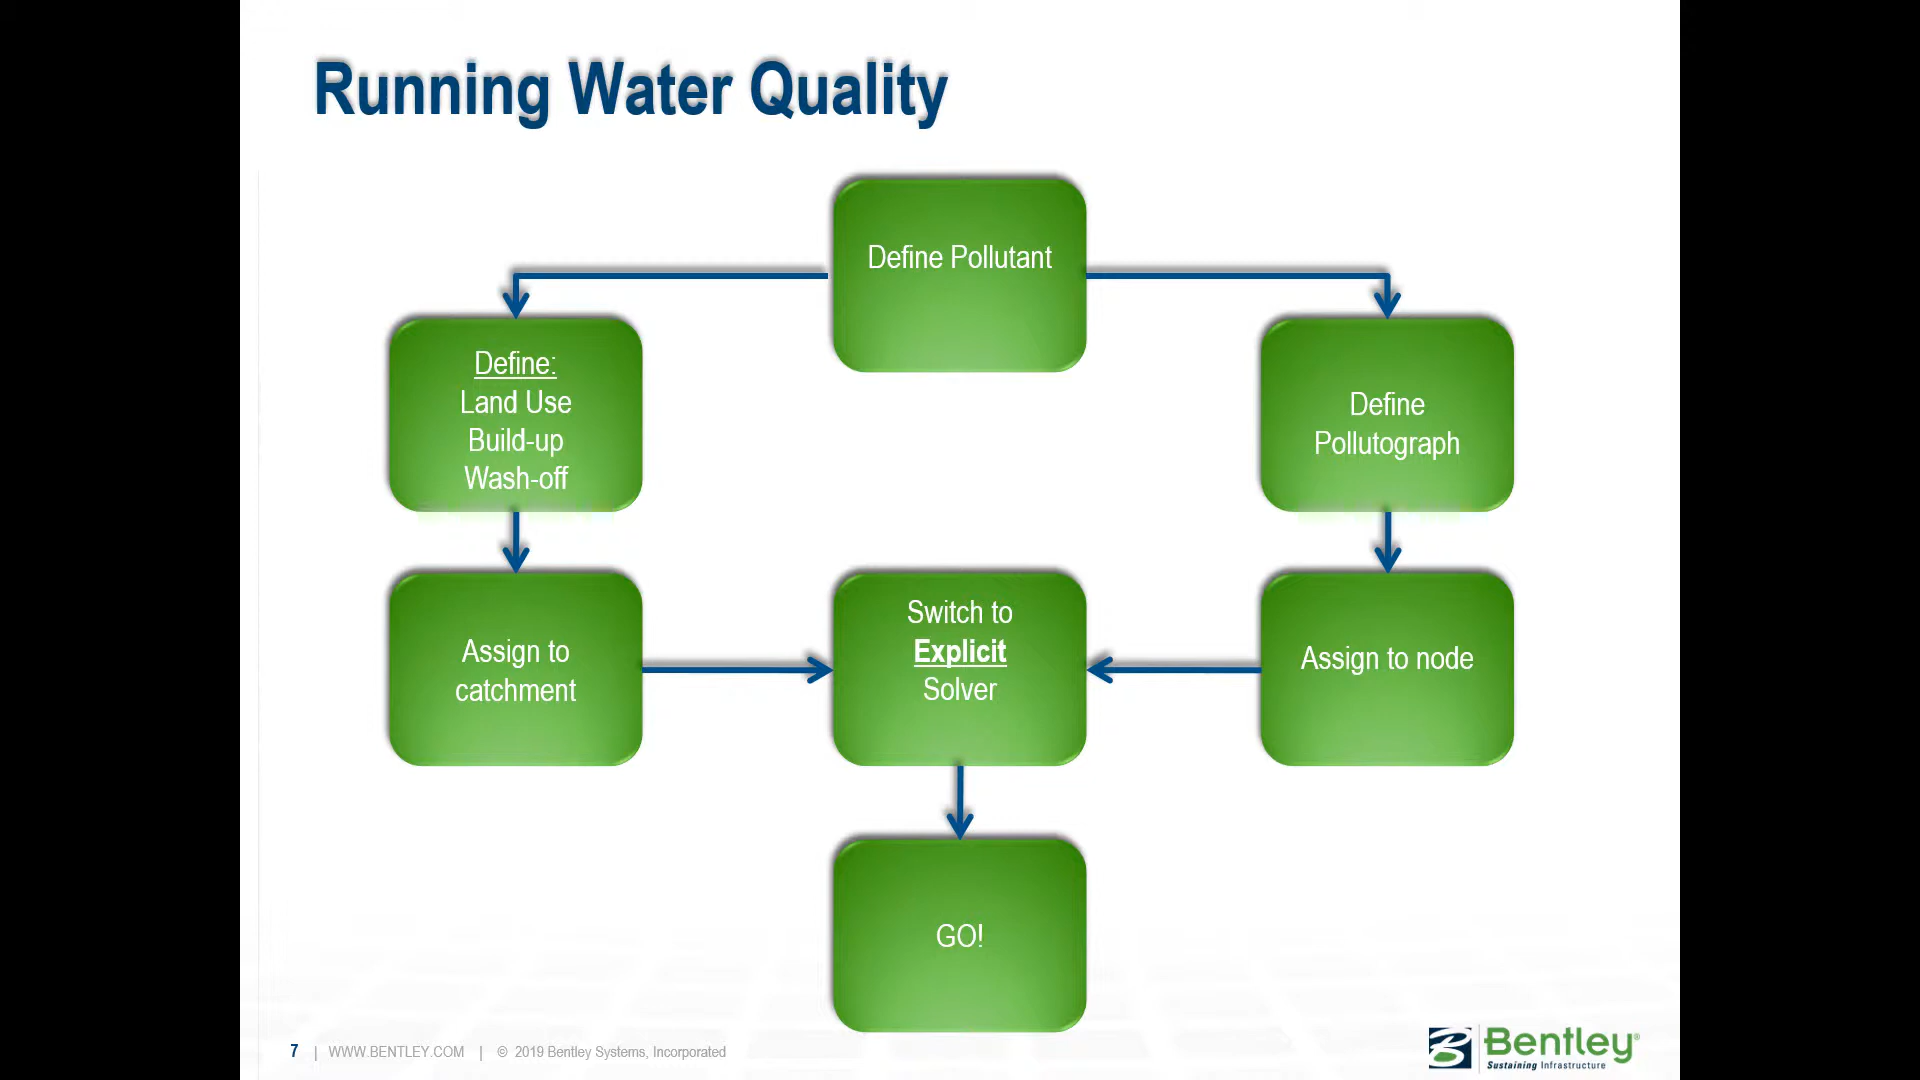 Running Water Quality
Define Pollutant
Define:
Land Use
Build-up
Wash-off
Define
Pollutograph
Assign to
catchment
Switch to
Explicit
Solver
Assign to node
GO!
7 | WWW.BENTLEY.COM | © 2019 Bentley Systems, Incorporated
Bentley®
Sustaining Infrastructure